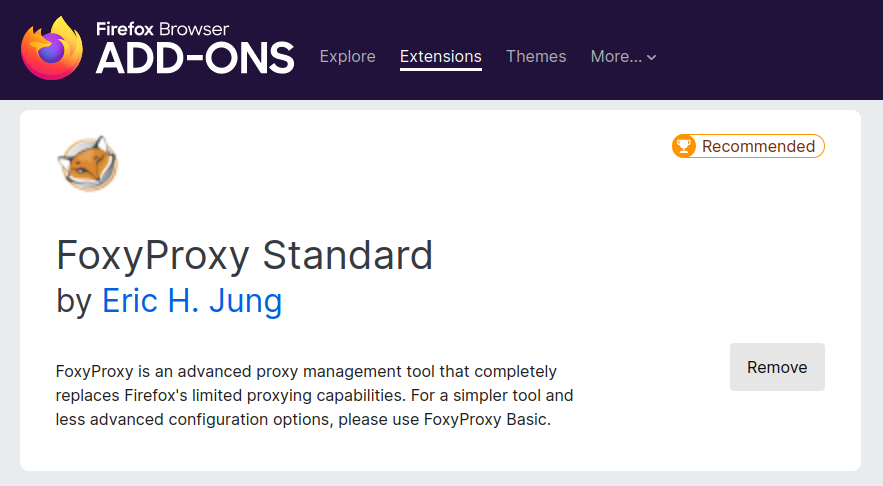 Firefox Browser
ADD-ONS
Explore Extensions Themes More...
Recommended
FoxyProxy Standard
by Eric H. Jung
FoxyProxy is an advanced proxy management tool that completely
replaces Firefox's limited proxying capabilities. For a simpler tool and
less advanced configuration options, please use FoxyProxy Basic.
Remove